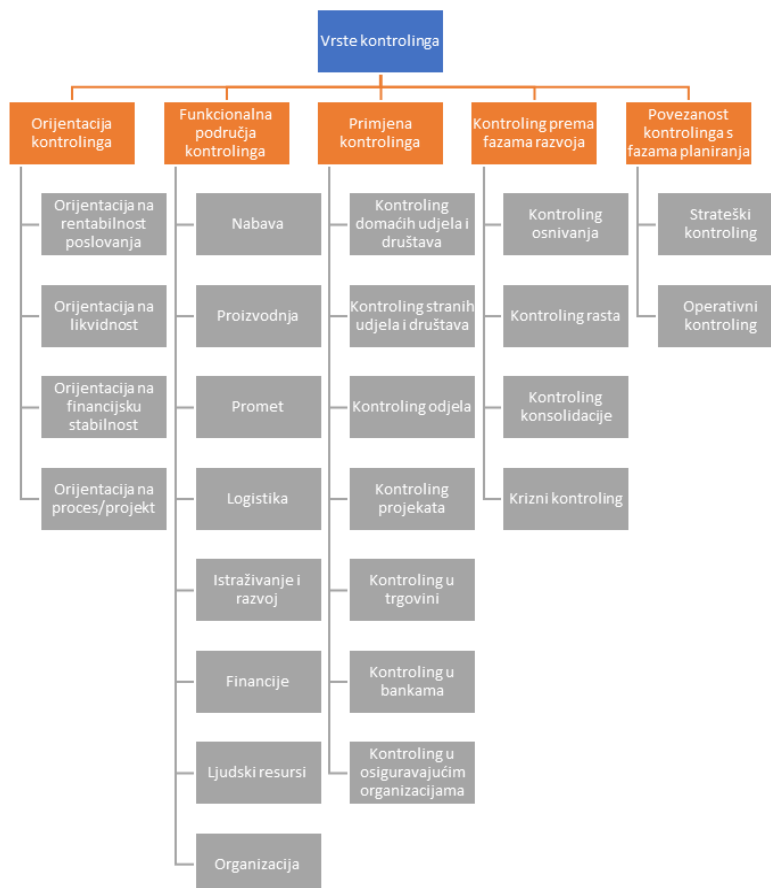 Vrste kontrolinga
Orijentacija
kontrolinga
Funkcionalna
područja
kontrolinga
Primjena
kontrolinga
Kontroling prema
fazama razvoja
Povezanost
kontrolinga s
fazama planiranja
Orijentacija na
rentabilnost
poslovanja
Orijentacija na
likvidnost
Orijentacija na
financijsku
stabilnost
Orijentacija na
proces/projekt
Nabava
Proizvodnja
Promet
Logistika
Istraživanje i
razvoj
Financije
Ljudski resursi
Organizacija
Kontroling
domaćih udjela i
društava
Kontroling stranih
udjela i društava
Kontroling odjela
Kontroling
projekata
Kontroling u
trgovini
Kontroling u
bankama
Kontroling u
osiguravajućim
organizacijama
Kontroling
osnivanja
Kontroling rasta
Kontroling
konsolidacije
Krizni kontroling
Strateški
kontroling
Operativni
kontroling